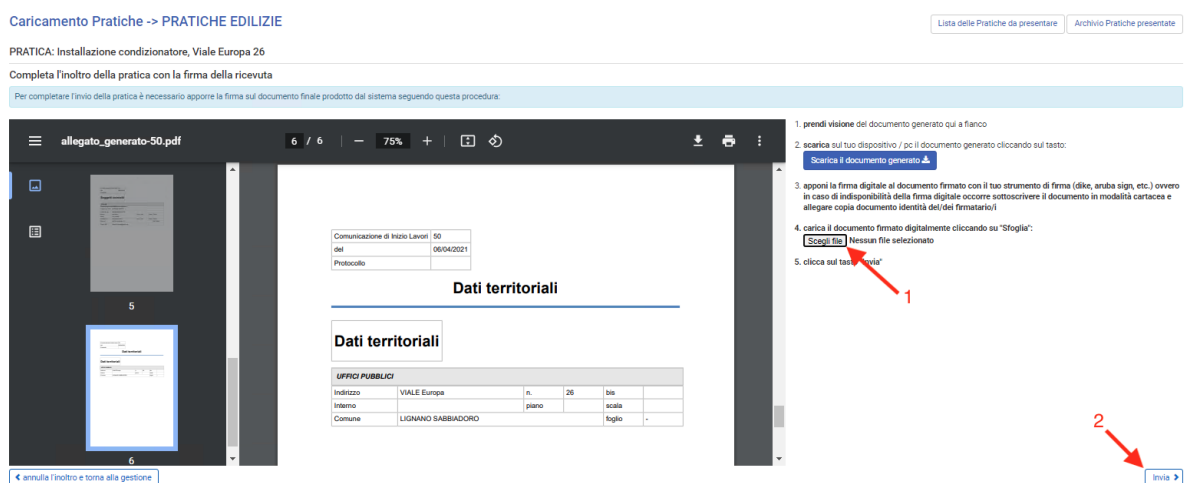 Caricamento Pratiche -> PRATICHE EDILIZIE
Lista delle Pratiche da presentare
Archivio Pratiche presentate
PRATICA: Installazione condizionatore, Viale Europa 26
Completa l'inoltro della pratica con la firma della ricevuta
Per completare l'invio della pratica è necessario apporre la firma sul documento finale prodotto dal sistema seguendo questa procedura:
allegato_generato-50.pdf
6 / 6
75%
5
Dati territoriali
6
Comunicazione di Inizio Lavori 50
del 06/04/2021
Protocollo
Dati territoriali
Dati territoriali
UFFICI PUBBLICI
Indirizzo VIALE Europa n. 26 bis
Interno piano scala
Comune LIGNANO SABBIADORO foglio -
1. prendi visione del documento generato qui a fianco
2. scarica sul tuo dispositivo / pc il documento generato cliccando sul tasto:
Scarica il documento generato
3. apponi la firma digitale al documento firmato con il tuo strumento di firma (dike, aruba sign, etc.) ovvero
in caso di indisponibilità della firma digitale occorre sottoscrivere il documento in modalità cartacea e
allegare copia documento identità del/dei firmatario/i
4. carica il documento firmato digitalmente cliccando su "Sfoglia":
Scegli file Nessun file selezionato
5. clicca sul tasto "Invia"
1
2
annulla l'inoltro e torna alla gestione
Invia